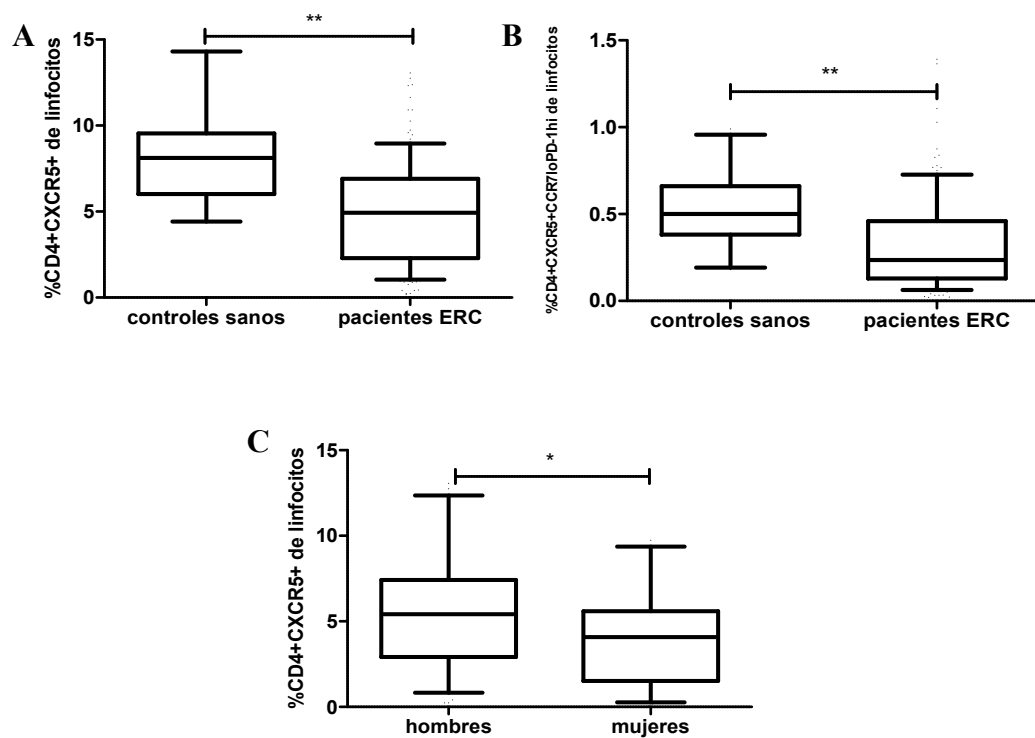 A
%CD4+CXCR5+ de linfocitos
15
10
5
0
**
controles sanos
pacientes ERC
B
%CD4+CXCR5+CCR7loPD-1hi de linfocitos
1.5
1.0
0.5
0.0
**
controles sanos
pacientes ERC
C
%CD4+CXCR5+ de linfocitos
15
10
5
0
*
hombres
mujeres